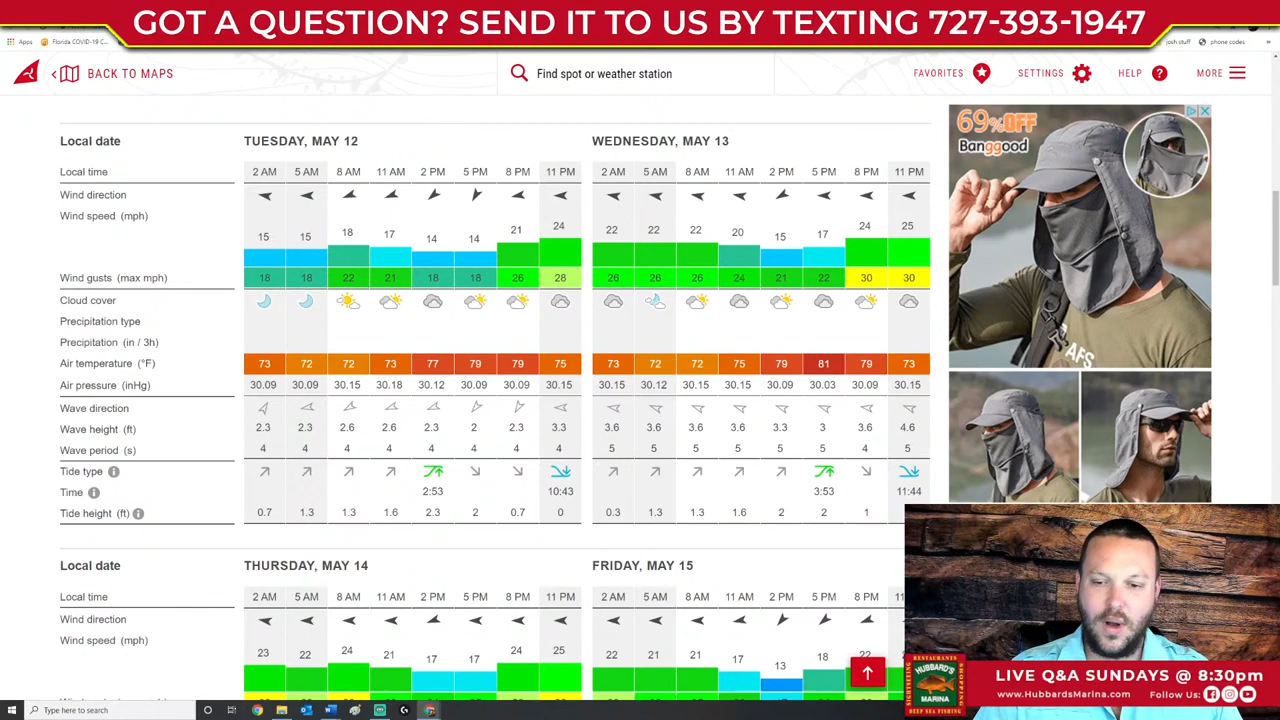 GOT A QUESTION? SEND IT TO US BY TEXTING 727-393-1947
Apps
Florida COVID-19 C...
josh stuff
phone codes
»
BACK TO MAPS
Find spot or weather station
FAVORITES
SETTINGS
HELP
MORE
Local date TUESDAY, MAY 12 WEDNESDAY, MAY 13
Local time 2 AM 5 AM 8 AM 11 AM 2 PM 5 PM 8 PM 11 PM 2 AM 5 AM 8 AM 11 AM 2 PM 5 PM 8 PM 11 PM
Wind direction
Wind speed (mph) 15 15 18 17 14 14 21 24 22 22 22 20 15 17 24 25
Wind gusts (max mph) 18 18 22 21 18 18 26 28 26 26 26 24 21 22 30 30
Cloud cover
Precipitation type
Precipitation (in / 3h)
Air temperature (°F) 73 72 72 73 77 79 79 75 73 72 72 75 79 81 79 73
Air pressure (inHg) 30.09 30.09 30.15 30.18 30.12 30.09 30.09 30.15 30.15 30.12 30.15 30.15 30.09 30.03 30.09 30.15
Wave direction
Wave height (ft) 2.3 2.3 2.6 2.6 2.3 2 2.3 3.3 3.6 3.6 3.6 3.3 3 3 3.6 4.6
Wave period (s) 4 4 4 4 4 4 4 4 5 5 5 5 5 5 4 5
Tide type
Time 2:53 10:43 3:53 11:44
Tide height (ft) 0.7 1.3 1.3 1.6 2.3 2 0.7 0 0.3 1.3 1.3 1.6 2 2 1
Local date THURSDAY, MAY 14 FRIDAY, MAY 15
Local time 2 AM 5 AM 8 AM 11 AM 2 PM 5 PM 8 PM 11 PM 2 AM 5 AM 8 AM 11 AM 2 PM 5 PM 8 PM
Wind direction
Wind speed (mph) 23 22 24 21 17 17 24 25 22 21 21 17 13 18
69%OFF
Banggood
AFS
RESTAURANTS
SIGHTSEEING
HUBBARD'S
MARINA
SHOPPING
DEEP SEA FISHING
LIVE Q&A SUNDAYS @ 8:30pm
www.HubbardsMarina.com Follow Us:
Type here to search